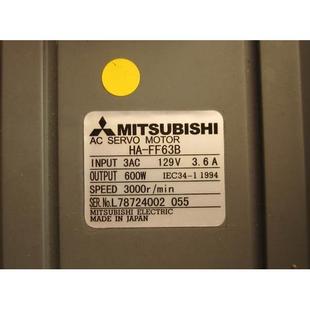 MITSUBISHI
AC SERVO MOTOR
HA-FF63B
INPUT 3AC 129V 3.6A
OUTPUT 600W IEC34-1 1994
SPEED 3000r/min
SER.No.L78724002 055
MITSUBISHI ELECTRIC
MADE IN JAPAN